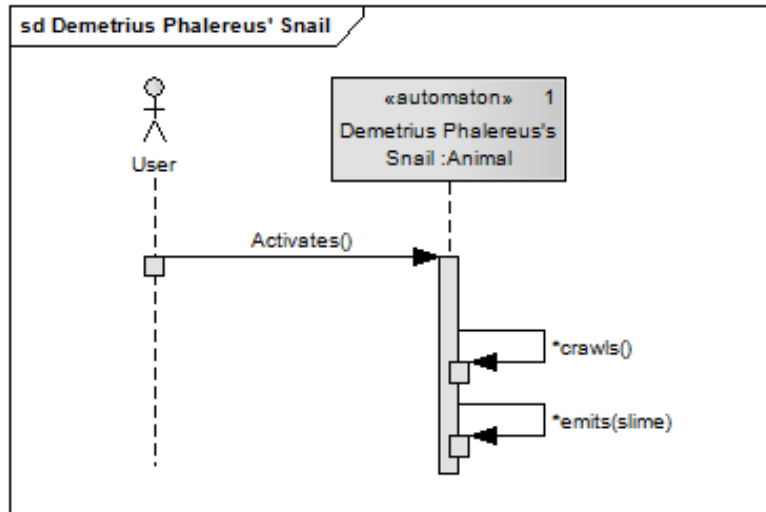 sd Demetrius Phalereus' Snail
«automaton» 1
Demetrius Phalereus's
Snail :Animal
User
Activates()
*crawls()
*emits(slime)